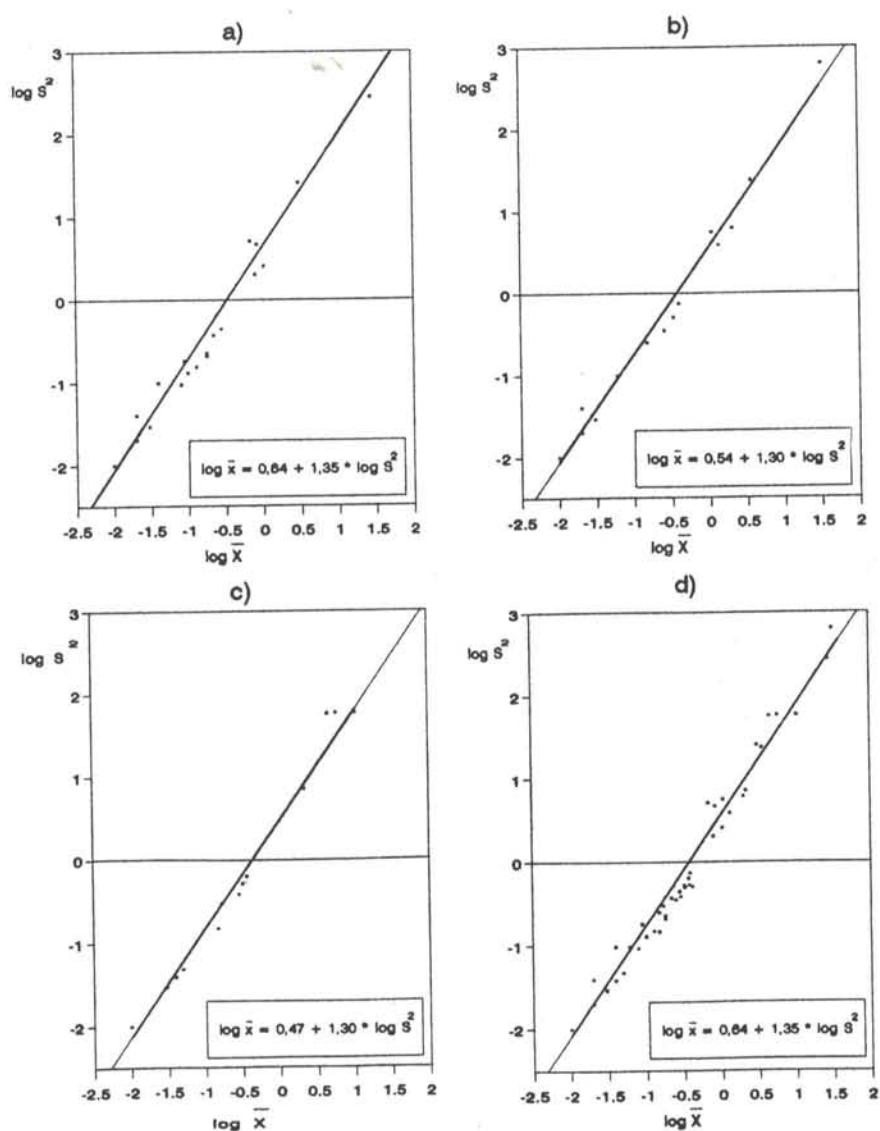 a)
3
log S²
2
1
0
-1
-2
log x̄ = 0,64 + 1,35 * log S²
-2.5 -2 -1.5 -1 -0.5 0 0.5 1 1.5 2
log X̄
b)
3
log S²
2
1
0
-1
-2
log x̄ = 0,54 + 1,30 * log S²
-2.5 -2 -1.5 -1 -0.5 0 0.5 1 1.5 2
log X̄
c)
3
log S²
2
1
0
-1
-2
log x̄ = 0,47 + 1,30 * log S²
-2.5 -2 -1.5 -1 -0.5 0 0.5 1 1.5 2
log X̄
d)
3
log S²
2
1
0
-1
-2
log x̄ = 0,64 + 1,35 * log S²
-2.5 -2 -1.5 -1 -0.5 0 0.5 1 1.5 2
log X̄